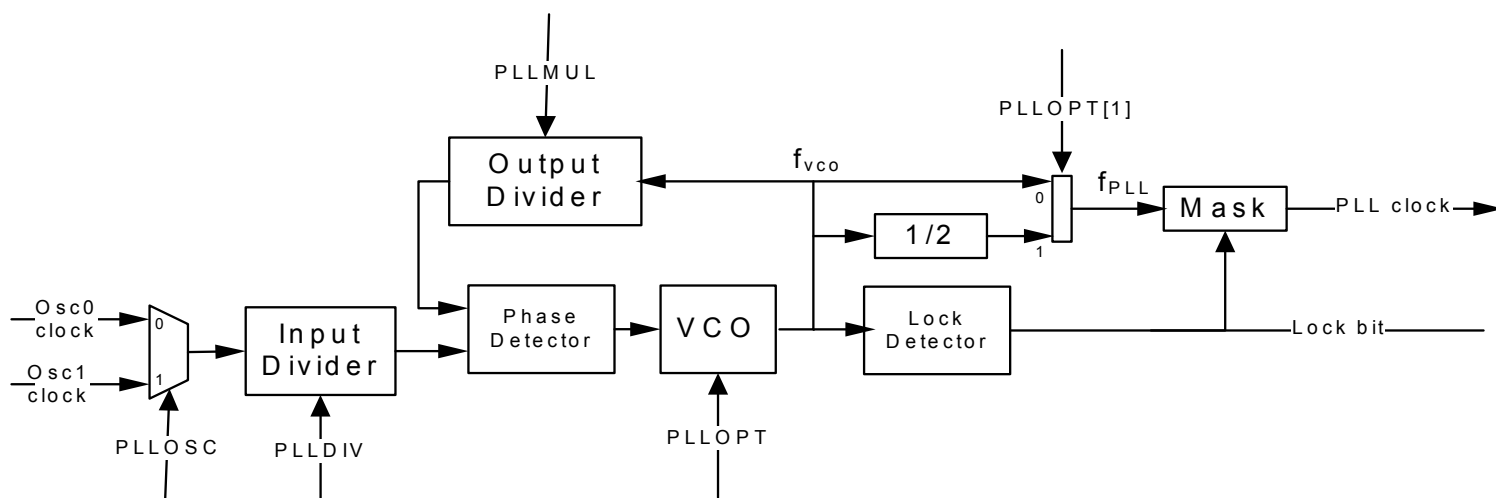 PLLMUL
PLLOPT[1]
Output
Divider
fvco
0
fPLL
Mask
PLL clock
1/2
1
Osc0
clock
0
Input
Divider
Phase
Detector
VCO
Lock
Detector
Lock bit
Osc1
clock
1
PLLOSC
PLLDIV
PLLOPT